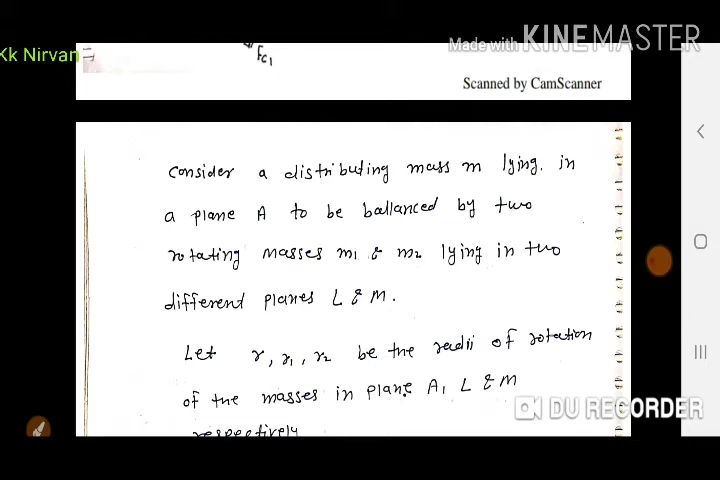 Made with KINEMASTER
Kk Nirvan
Fc1
Scanned by CamScanner
Consider a distributing mass m lying in
a plane A to be ballanced by two
rotating masses m1 & m2 lying in two
different planes L & M.
Let r, r1, r2 be the radii of rotation
of the masses in plane A, L & M
respectively
DU RECORDER